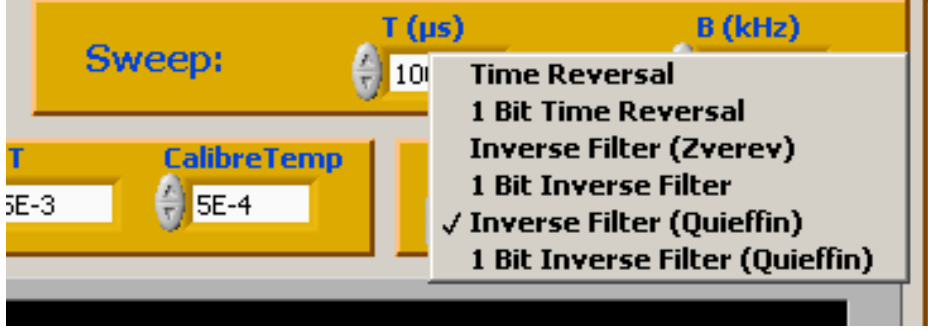 T (µs) B (kHz)
Sweep:
Time Reversal
1 Bit Time Reversal
Inverse Filter (Zverev)
1 Bit Inverse Filter
Inverse Filter (Quieffin)
1 Bit Inverse Filter (Quieffin)
T CalibreTemp
5E-4